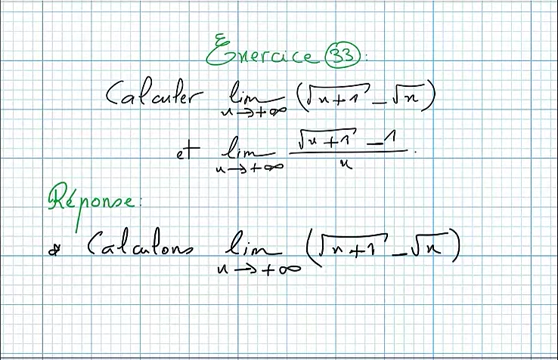 Exercice 33:
Calculer lim x→+∞ (√x+1 - √x)
et lim x→+∞ (√x+1 - 1)/x.
Réponse:
* Calculons lim x→+∞ (√x+1 - √x)